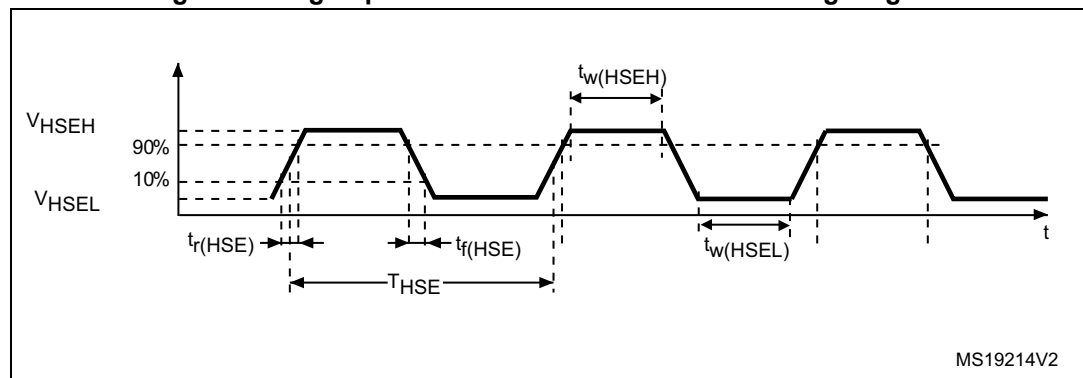 tw(HSEH)
VHSEH
90%
10%
VHSEL
tr(HSE)
tf(HSE)
tw(HSEL)
t
THSE
MS19214V2